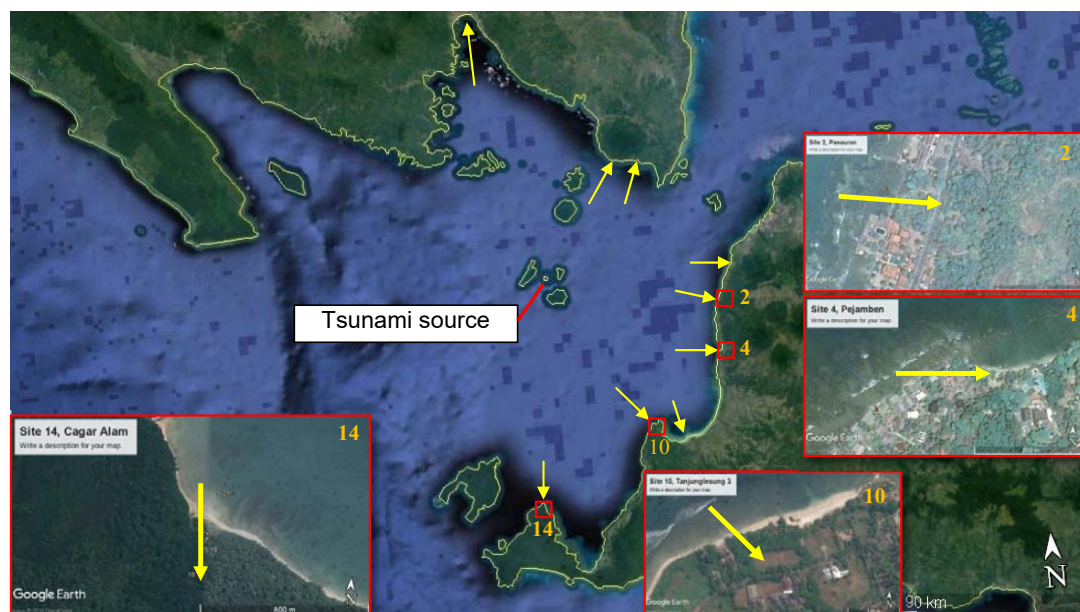 2
Site 2, Pasauran
Write a description for your map.
Google Earth
Tsunami source
2
4
Site 4, Pejamben
Write a description for your map.
4
Google Earth
N
Site 14, Cagar Alam
Write a description for your map.
14
10
Site 10, Tanjunglesung 3
Write a description for your map.
10
14
Google Earth
800 m
N
Google Earth
N
90 km
N